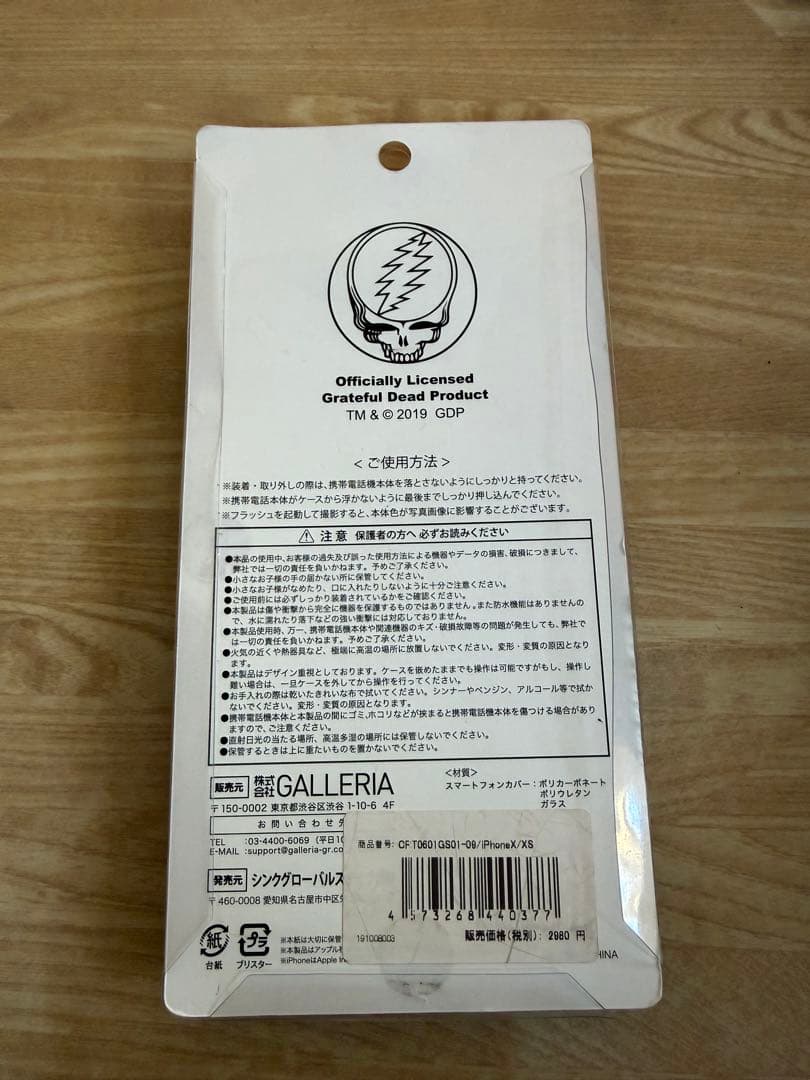 Officially Licensed
Grateful Dead Product
TM & © 2019 GDP
＜ご使用方法＞
※装着・取り外しの際は、携帯電話機本体を落とさないようにしっかりと持ってください。
※携帯電話本体がケースから浮かないように最後までしっかり押し込んでください。
※フラッシュを起動して撮影すると、本体色が写真画像に影響することがございます。
注意 保護者の方へ 必ずお読みください
●本品の使用中、お客様の過失及び誤った使用方法による機器やデータの損害、破損につきまして、
弊社では一切の責任を負いかねます。予めご了承ください。
●小さなお子様の手の届かない所に保管してください。
●小さなお子様がなめたり、口に入れたりしないように十分ご注意ください。
●ご使用前には必ずしっかり装着されているかをご確認ください。
●本製品は傷や衝撃から完全に機器を保護するものではありません。また防水機能はありませんの
で、水に濡れたり落下などの強い衝撃には対応しておりません。
●本製品使用時、万一、携帯電話機本体や関連機器のキズ・破損故障等の問題が発生しても、弊社で
は一切の責任を負いかねます。予めご了承ください。
●火気の近くや熱器具など、極端に高温の場所に放置しないでください。変形・変質の原因となり
ます。
●本製品はデザイン重視としております。ケースを嵌めたままでも操作は可能ですがもし、操作し
難い場合は、一旦ケースを外してから操作を行ってください。
●お手入れの際は乾いたきれいな布で拭いてください。シンナーやベンジン、アルコール等で拭か
ないでください。変形・変質の原因となります。
●携帯電話機本体と本製品の間にゴミ、ホコリなどが挟まると携帯電話機本体を傷つける場合があり
ますので、ご注意ください。
●直射日光の当たる場所、高温多湿の場所には保管しないでください。
●保管するときは上に重たいものを置かないでください。
販売元 株式会社GALLERIA
〒150-0002 東京都渋谷区渋谷 1-10-6 4F
お問い合わせ先
TEL :03-4400-6069 (平日10
E-MAIL :support@galleria-gr.co
発売元 シンクグローバルス
〒460-0008 愛知県名古屋市中区
＜材質＞
スマートフォンカバー：ポリカーボネート
ポリウレタン
ガラス
商品番号: CFT0601GS01-09/iPhoneX/XS
4 573268 440377
191008003
販売価格(税別): 2980 円
紙
台紙
プラ
ブリスター
※本紙は大切に保管
※本製品はアップル
※iPhoneはApple In
HINA